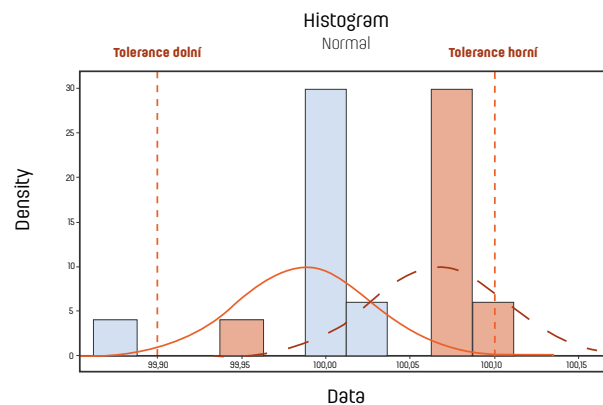 Histogram
Normal
Tolerance dolní
Tolerance horní
30
25
20
15
10
5
0
Density
99,90
99,95
100,00
100,05
100,10
100,15
Data